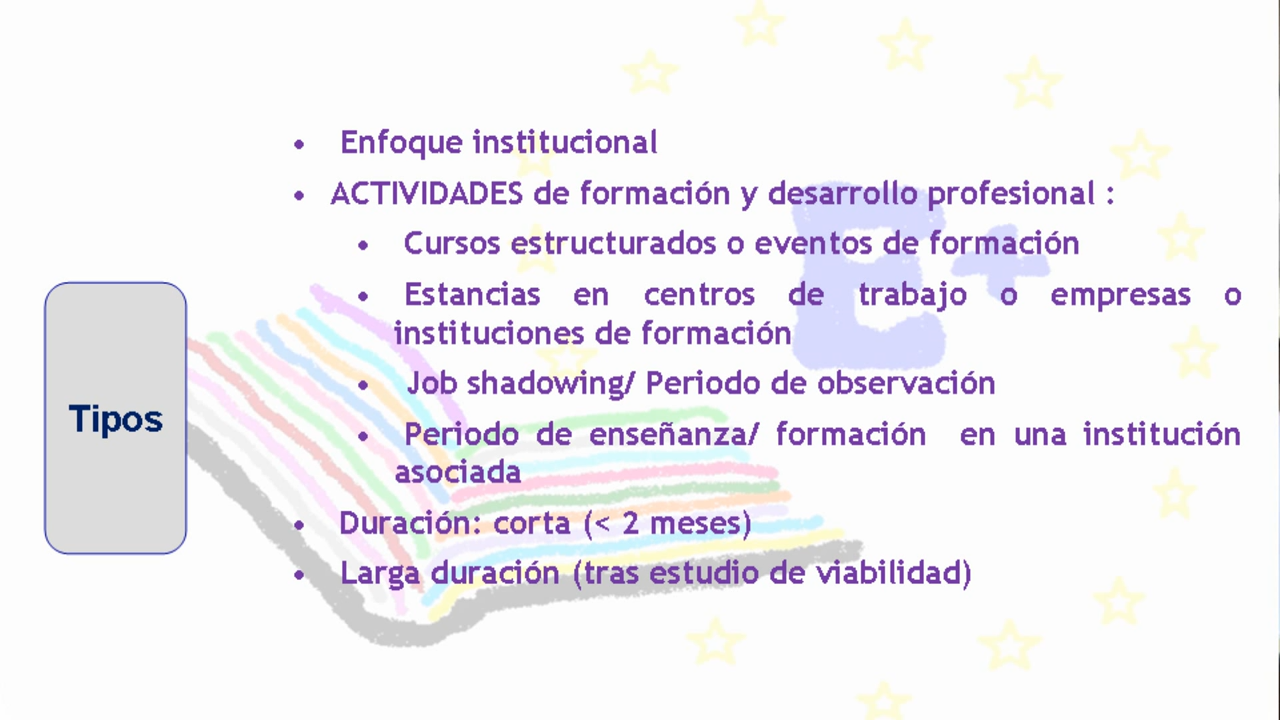 • Enfoque institucional
• ACTIVIDADES de formación y desarrollo profesional :
• Cursos estructurados o eventos de formación
• Estancias en centros de trabajo o empresas o
instituciones de formación
• Job shadowing/ Periodo de observación
Tipos
• Periodo de enseñanza/ formación en una institución
asociada
• Duración: corta (< 2 meses)
• Larga duración (tras estudio de viabilidad)
E+